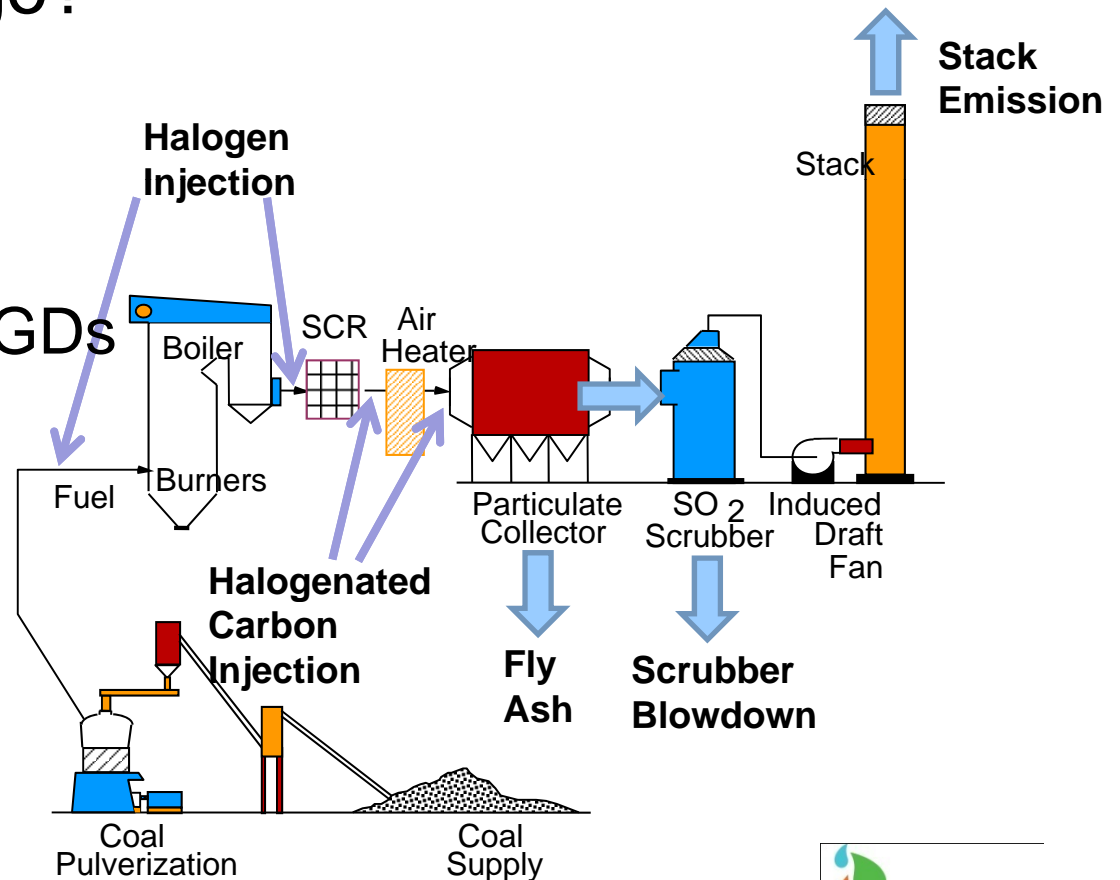 go?
Stack
Emission
Halogen
Injection
Stack
GDs
SCR
Air
Heater
Boiler
Fuel
Burners
Particulate
Collector
SO 2
Scrubber
Induced
Draft
Fan
Halogenated
Carbon
Injection
Fly
Ash
Scrubber
Blowdown
Coal
Pulverization
Coal
Supply